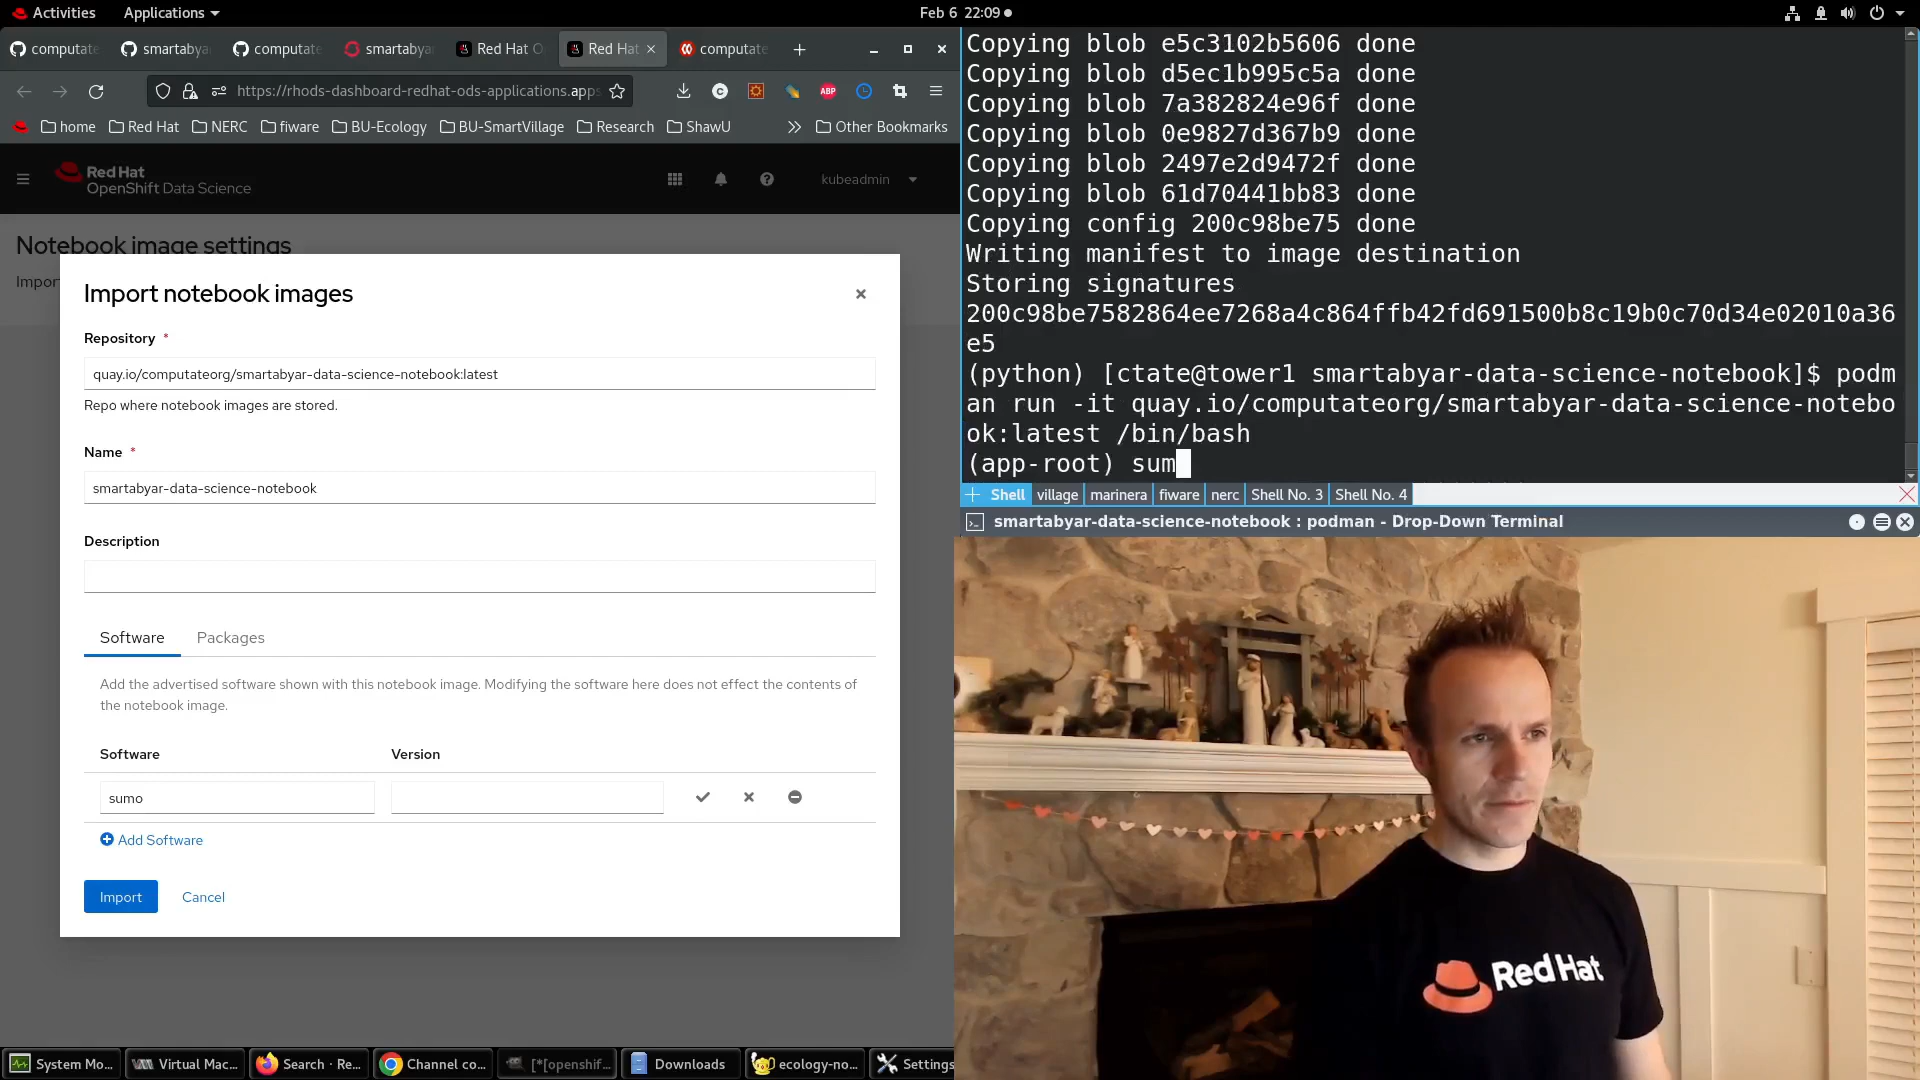 Activities
Applications
Feb 6 22:09
computate
smartabya
computate
smartabyar
Red Hat O
Red Hat
computate
https://rhods-dashboard-redhat-ods-applications.apps
ABP
home
Red Hat
NERC
fiware
BU-Ecology
BU-SmartVillage
Research
ShawU
Other Bookmarks
Red Hat
OpenShift Data Science
kubeadmin
Notebook image settings
Impor
Import notebook images
Repository *
quay.io/computateorg/smartabyar-data-science-notebook:latest
Repo where notebook images are stored.
Name *
smartabyar-data-science-notebook
Description
Software
Packages
Add the advertised software shown with this notebook image. Modifying the software here does not effect the contents of
the notebook image.
Software
Version
sumo
Add Software
Import
Cancel
Copying blob e5c3102b5606 done
Copying blob d5ec1b995c5a done
Copying blob 7a382824e96f done
Copying blob 0e9827d367b9 done
Copying blob 2497e2d9472f done
Copying blob 61d70441bb83 done
Copying config 200c98be75 done
Writing manifest to image destination
Storing signatures
200c98be7582864ee7268a4c864ffb42fd691500b8c19b0c70d34e02010a36
e5
(python) [ctate@tower1 smartabyar-data-science-notebook]$ podm
an run -it quay.io/computateorg/smartabyar-data-science-notebo
ok:latest /bin/bash
(app-root) sum
Shell
village
marinera
fiware
nerc
Shell No. 3
Shell No. 4
smartabyar-data-science-notebook : podman - Drop-Down Terminal
Red Hat
System Mo...
Virtual Mac...
Search · Re...
Channel co...
[*[openshif...
Downloads
ecology-no...
Settings